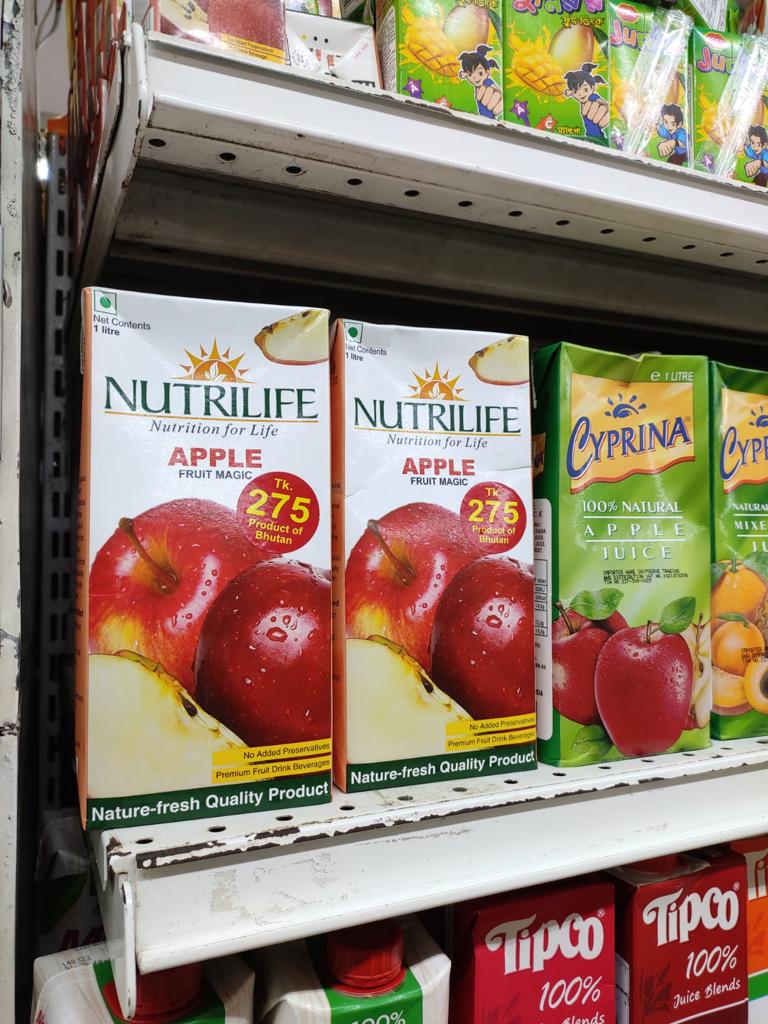 Net Contents
1 litre
NUTRILIFE
Nutrition for Life
APPLE
FRUIT MAGIC
Tk.
275
Product of
Bhutan
No Added Preservatives
Premium Fruit Drink Beverages
Nature-fresh Quality Product
Net Contents
1 litre
NUTRILIFE
Nutrition for Life
APPLE
FRUIT MAGIC
Tk.
275
Product of
Bhutan
No Added Preservatives
Premium Fruit Drink Beverages
Nature-fresh Quality Product
e 1 LITRE
CYPRINA
100% NATURAL
APPLE
JUICE
TIPCO
100%
TIPCO
100%
Juice Blends